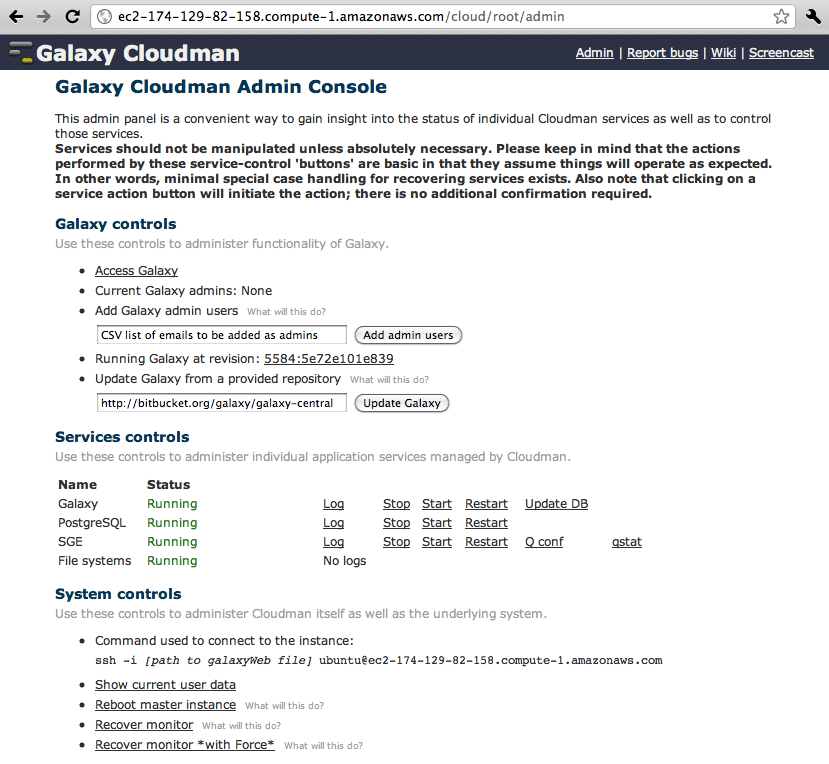 ec2-174-129-82-158.compute-1.amazonaws.com/cloud/root/admin
Galaxy Cloudman
Admin | Report bugs | Wiki | Screencast
Galaxy Cloudman Admin Console
This admin panel is a convenient way to gain insight into the status of individual Cloudman services as well as to control
those services.
Services should not be manipulated unless absolutely necessary. Please keep in mind that the actions
performed by these service-control 'buttons' are basic in that they assume things will operate as expected.
In other words, minimal special case handling for recovering services exists. Also note that clicking on a
service action button will initiate the action; there is no additional confirmation required.
Galaxy controls
Use these controls to administer functionality of Galaxy.
Access Galaxy
Current Galaxy admins: None
Add Galaxy admin users What will this do?
CSV list of emails to be added as admins Add admin users
Running Galaxy at revision: 5584:5e72e101e839
Update Galaxy from a provided repository What will this do?
http://bitbucket.org/galaxy/galaxy-central Update Galaxy
Services controls
Use these controls to administer individual application services managed by Cloudman.
Name Status
Galaxy Running Log Stop Start Restart Update DB
PostgreSQL Running Log Stop Start Restart
SGE Running Log Stop Start Restart Q conf qstat
File systems Running No logs
System controls
Use these controls to administer Cloudman itself as well as the underlying system.
Command used to connect to the instance:
ssh -i [path to galaxyWeb file] ubuntu@ec2-174-129-82-158.compute-1.amazonaws.com
Show current user data
Reboot master instance What will this do?
Recover monitor What will this do?
Recover monitor *with Force* What will this do?